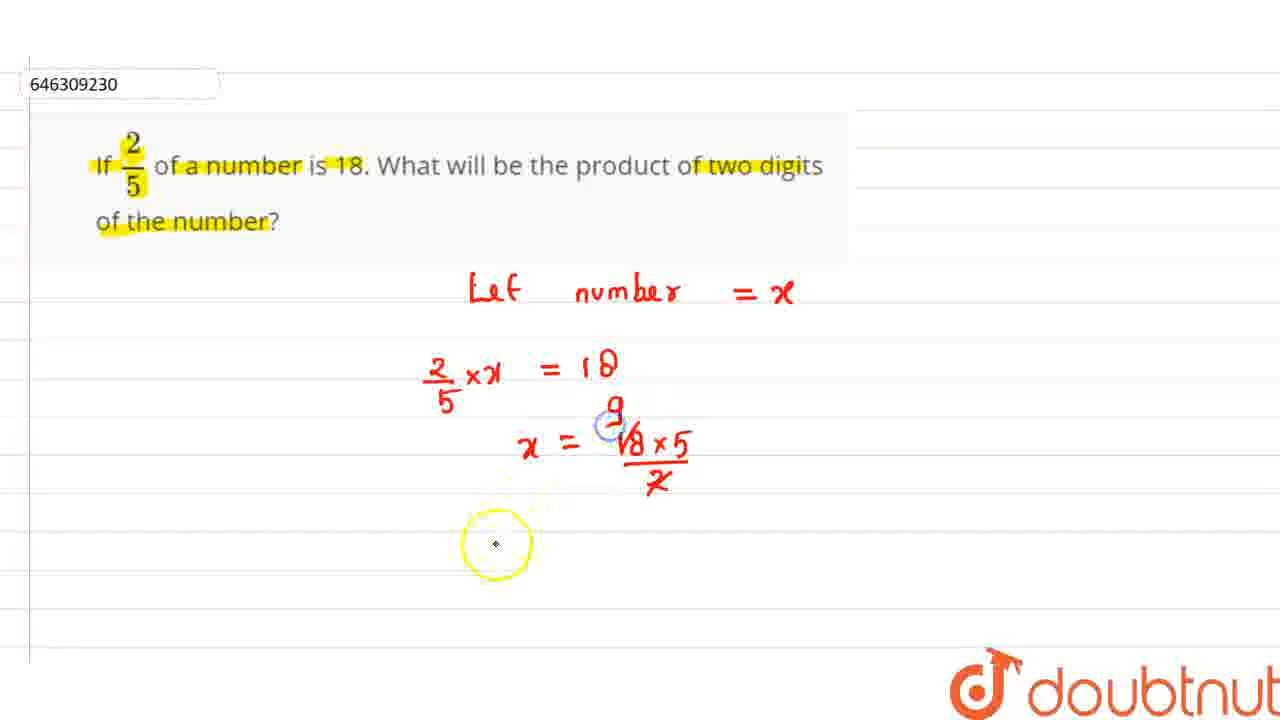 646309230
If 2/5 of a number is 18. What will be the product of two digits
of the number?
Let number = x
2/5 × x = 18
9
x = 18 × 5 / 2
doubtnut